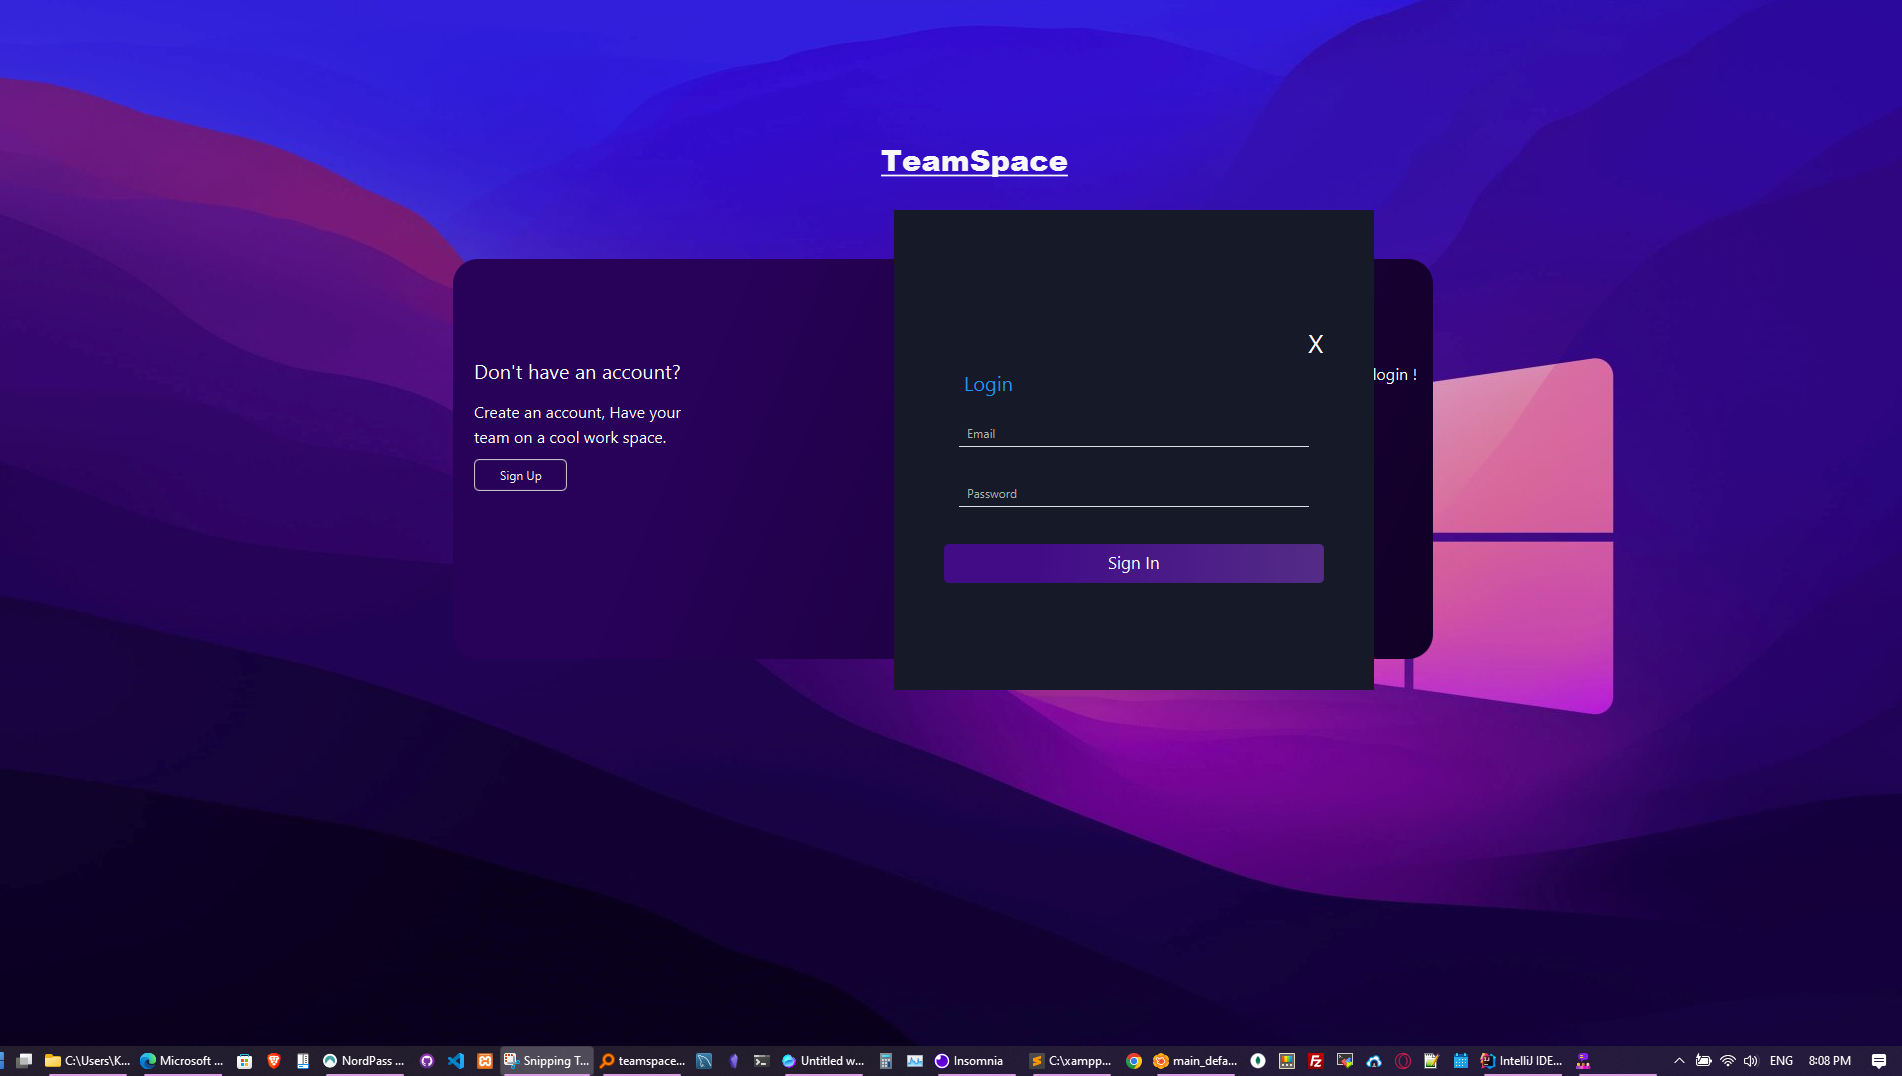 TeamSpace
Don't have an account?
Create an account, Have your
team on a cool work space.
Sign Up
X
login !
Login
Email
Password
Sign In
C:\Users\K... Microsoft ... NordPass ... Snipping T... teamspace... Untitled w... Insomnia C:\xampp... main_defa... IntelliJ IDE... ENG 8:08 PM